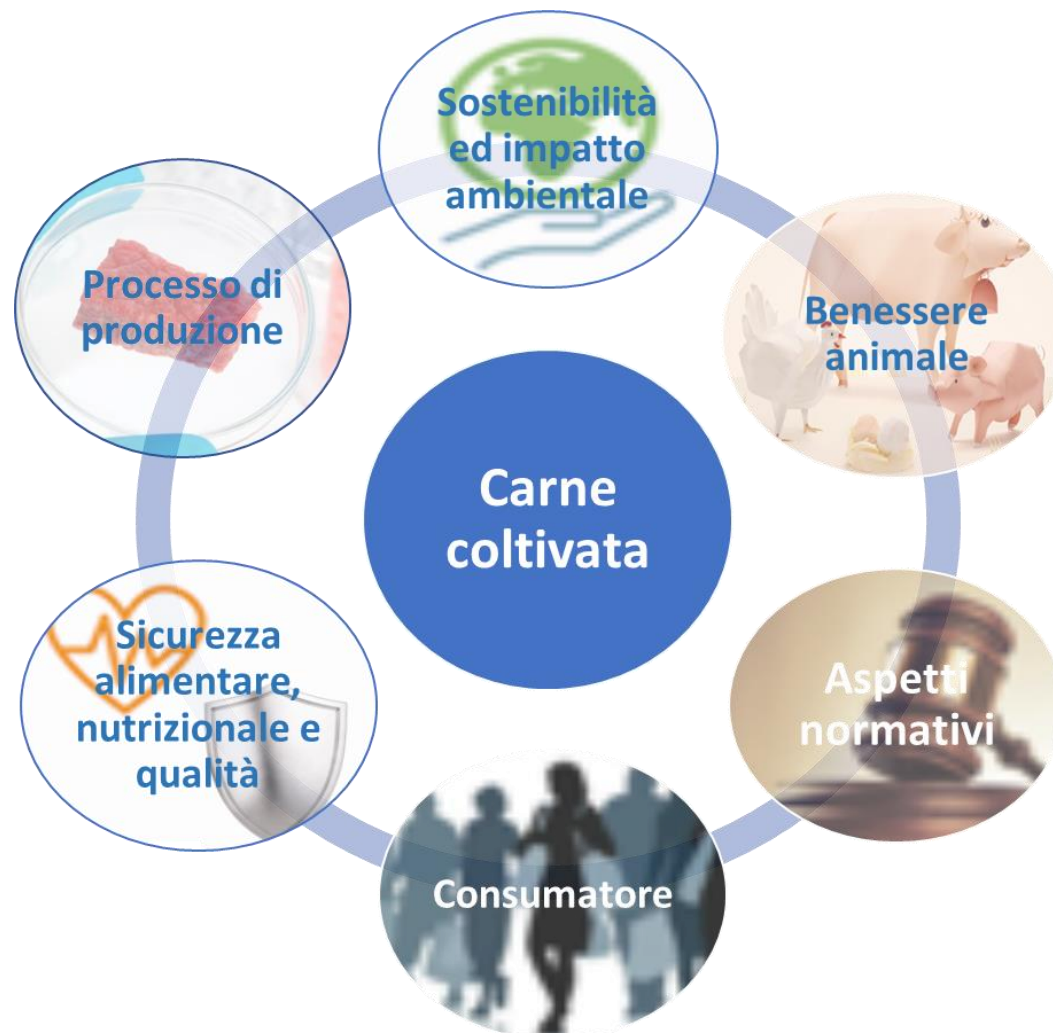 Sostenibilità
ed impatto
ambientale
Benessere
animale
Aspetti
normativi
Consumatore
Sicurezza
alimentare,
nutrizionale e
qualità
Processo di
produzione
Carne
coltivata